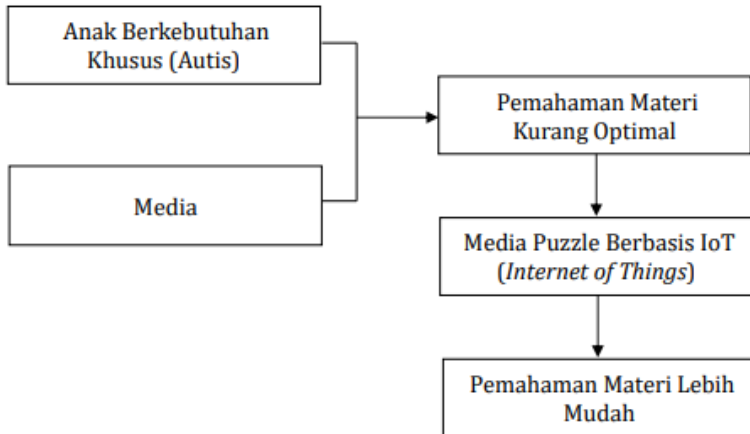 Anak Berkebutuhan
Khusus (Autis)
Media
Pemahaman Materi
Kurang Optimal
Media Puzzle Berbasis IoT
(Internet of Things)
Pemahaman Materi Lebih
Mudah